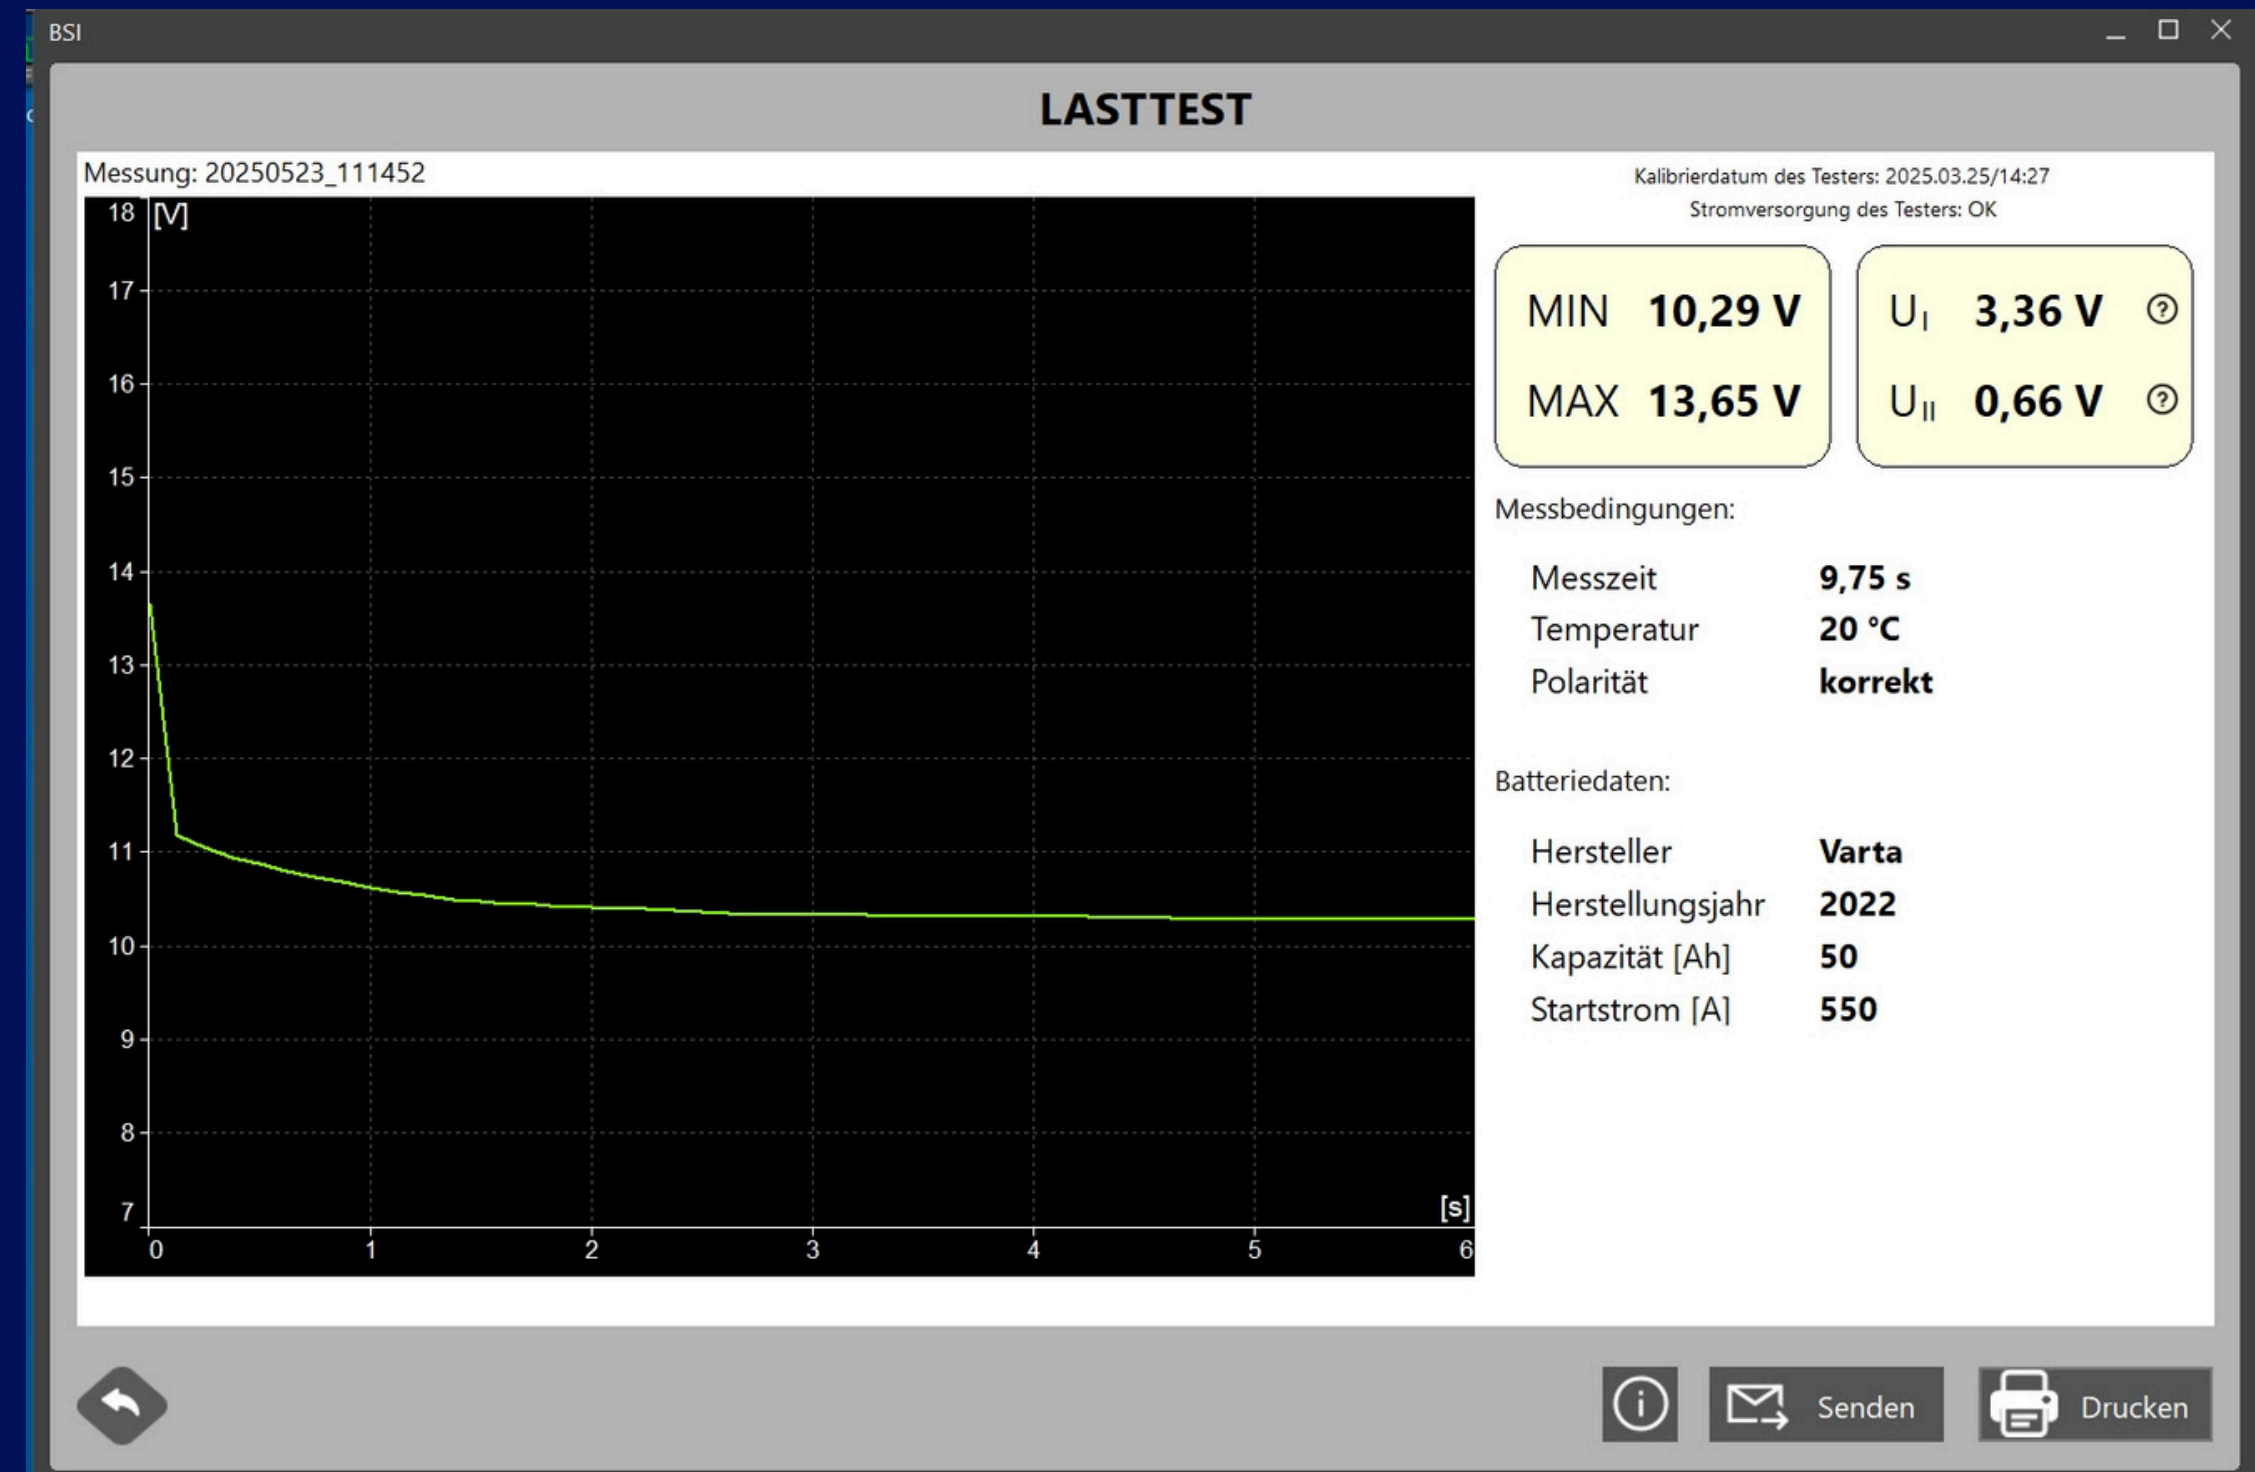 BSI
LASTTEST
Messung: 20250523_111452
Kalibrierdatum des Testers: 2025.03.25/14:27
Stromversorgung des Testers: OK
18 [V]
17
16
15
14
13
12
11
10
9
8
7
[s]
0 1 2 3 4 5 6
MIN 10,29 V
MAX 13,65 V
U_I 3,36 V ?
U_II 0,66 V ?
Messbedingungen:
Messzeit 9,75 s
Temperatur 20 °C
Polarität korrekt
Batteriedaten:
Hersteller Varta
Herstellungsjahr 2022
Kapazität [Ah] 50
Startstrom [A] 550
i
Senden
Drucken